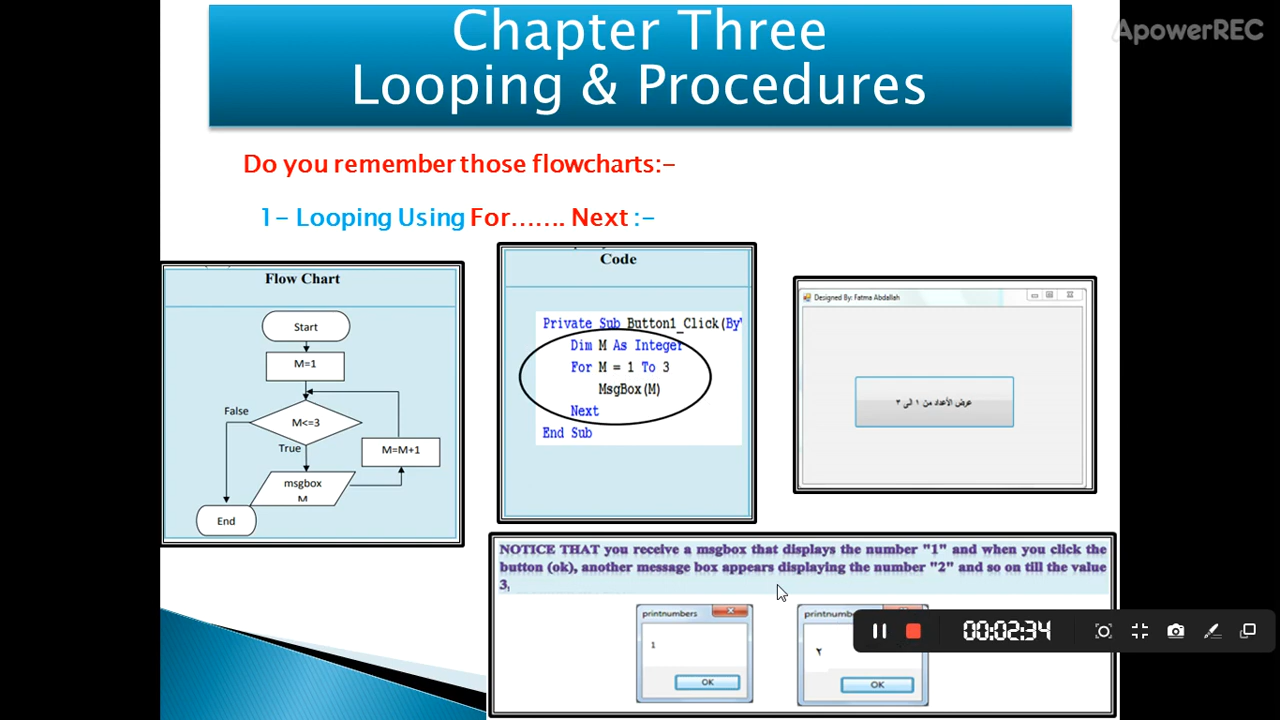 Chapter Three
Looping & Procedures
ApowerREC
Do you remember those flowcharts:-
1- Looping Using For....... Next :-
Flow Chart
Start
M=1
False
M<=3
True
M=M+1
msgbox
M
End
Code
Private Sub Button1_Click(By
Dim M As Integer
For M = 1 To 3
MsgBox(M)
Next
End Sub
Designed By: Fatma Abdallah
عرض الأعداد من ١ الى ٣
NOTICE THAT you receive a msgbox that displays the number "1" and when you click the
button (ok), another message box appears displaying the number "2" and so on till the value
3,
printnumbers
1
OK
printnumbe
٢
OK
00:02:34